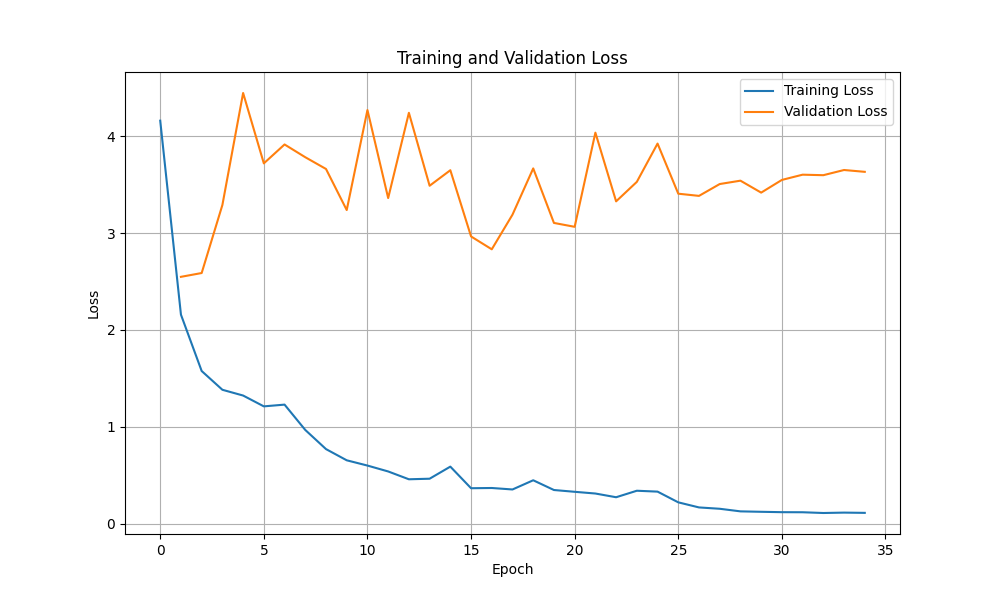 Training and Validation Loss
Training Loss
Validation Loss
4
3
2
1
0
Loss
0 5 10 15 20 25 30 35
Epoch